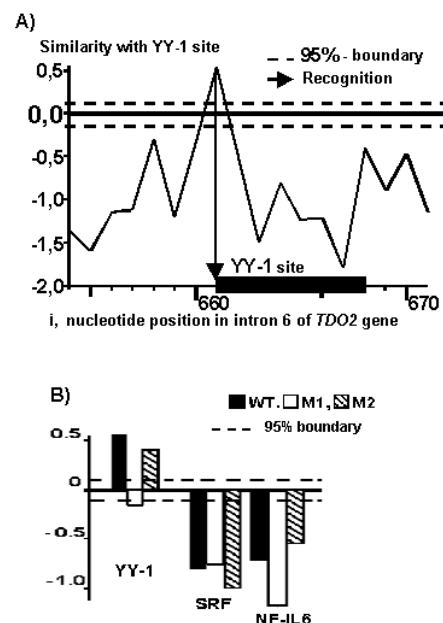 A)
Similarity with YY-1 site
95% - boundary
Recognition
0,5
0,0
-0,5
-1,0
-1,5
-2,0
YY-1 site
660
670
i, nucleotide position in intron 6 of TDO2 gene
B)
WT. M1, M2
95% boundary
0.5
0
-0.5
-1.0
YY-1
SRF
NF-IL6